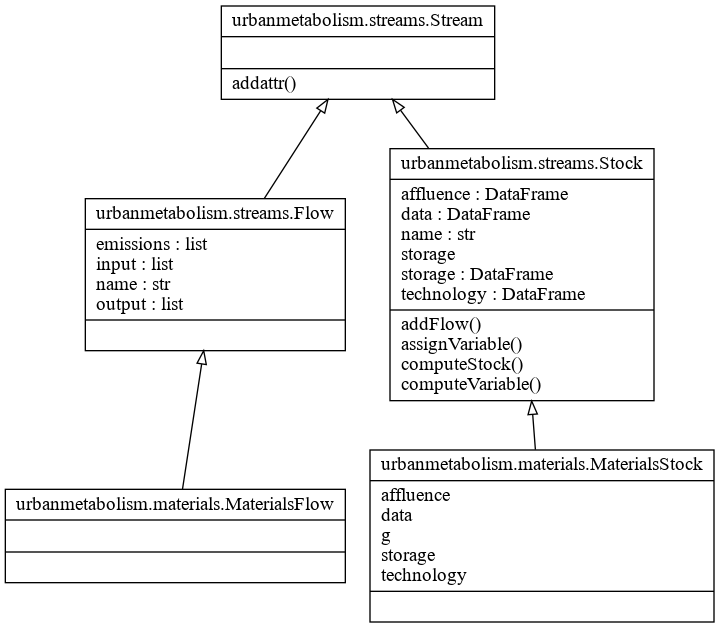 urbanmetabolism.streams.Stream
addattr()
urbanmetabolism.streams.Flow
emissions : list
input : list
name : str
output : list
urbanmetabolism.streams.Stock
affluence : DataFrame
data : DataFrame
name : str
storage
storage : DataFrame
technology : DataFrame
addFlow()
assignVariable()
computeStock()
computeVariable()
urbanmetabolism.materials.MaterialsFlow
urbanmetabolism.materials.MaterialsStock
affluence
data
g
storage
technology